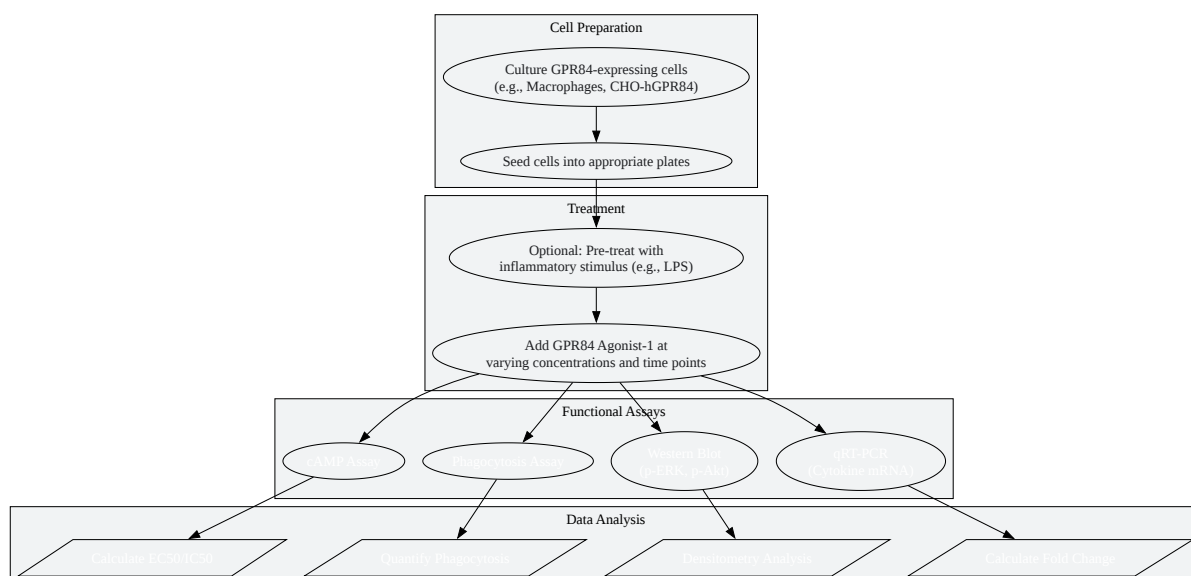 Cell Preparation
Culture GPR84-expressing cells
(e.g., Macrophages, CHO-hGPR84)
Seed cells into appropriate plates
Treatment
Optional: Pre-treat with
inflammatory stimulus (e.g., LPS)
Add GPR84 Agonist-1 at
varying concentrations and time points
Functional Assays
cAMP Assay
Phagocytosis Assay
Western Blot
(p-ERK, p-Akt)
qRT-PCR
(Cytokine mRNA)
Data Analysis
Calculate EC50/IC50
Quantify Phagocytosis
Densitometry Analysis
Calculate Fold Change